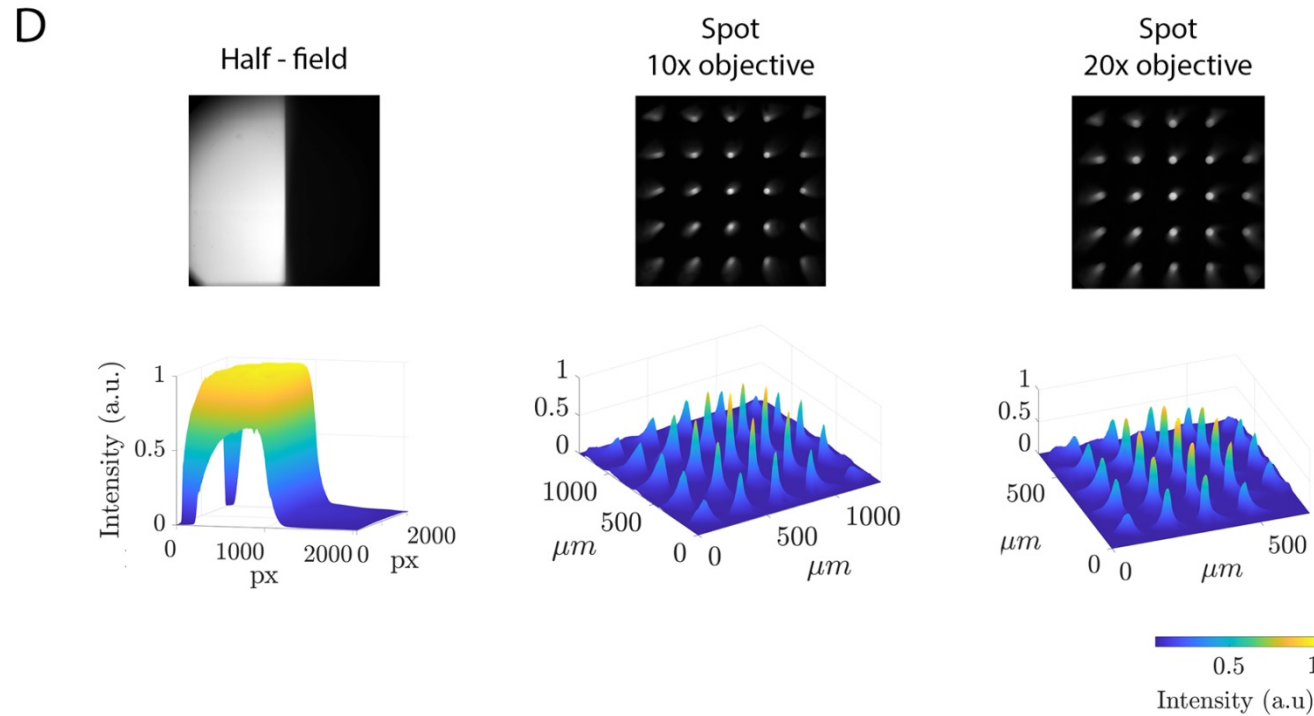 D
Half - field
Spot
10x objective
Spot
20x objective
Intensity (a.u.)
1
0.5
0
0
1000
2000
px
0
2000
px
1
0.5
0
1000
500
0
μm
0
500
1000
μm
1
0.5
0
500
0
μm
0
500
μm
0.5
1
Intensity (a.u)